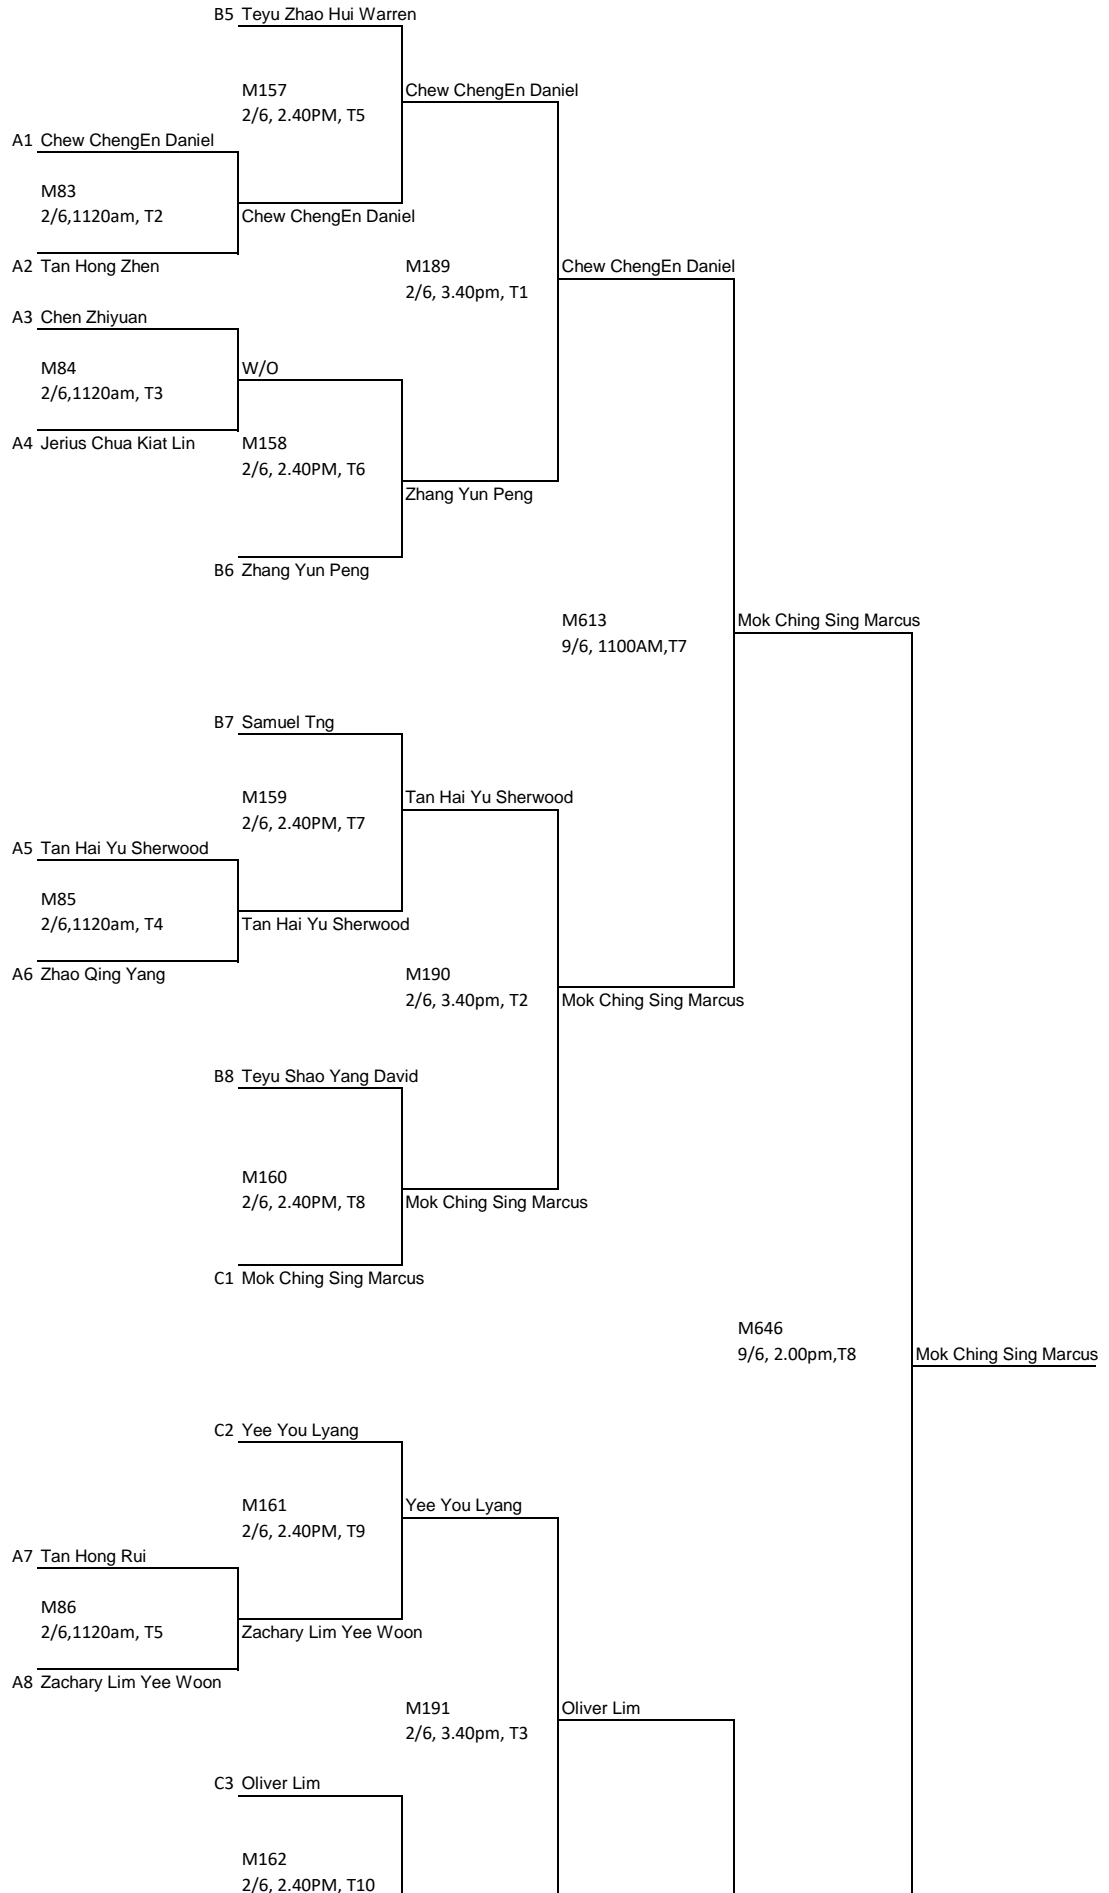 B5 Teyu Zhao Hui Warren
M157
Chew ChengEn Daniel
2/6, 2.40PM, T5
A1 Chew ChengEn Daniel
M83
2/6,1120am, T2
Chew ChengEn Daniel
A2 Tan Hong Zhen
M189
Chew ChengEn Daniel
2/6, 3.40pm, T1
A3 Chen Zhiyuan
M84
W/O
2/6,1120am, T3
A4 Jerius Chua Kiat Lin
M158
2/6, 2.40PM, T6
Zhang Yun Peng
B6 Zhang Yun Peng
M613
Mok Ching Sing Marcus
9/6, 1100AM,T7
B7 Samuel Tng
M159
Tan Hai Yu Sherwood
2/6, 2.40PM, T7
A5 Tan Hai Yu Sherwood
M85
2/6,1120am, T4
Tan Hai Yu Sherwood
A6 Zhao Qing Yang
M190
2/6, 3.40pm, T2
Mok Ching Sing Marcus
B8 Teyu Shao Yang David
M160
2/6, 2.40PM, T8
Mok Ching Sing Marcus
C1 Mok Ching Sing Marcus
M646
9/6, 2.00pm,T8
Mok Ching Sing Marcus
C2 Yee You Lyang
M161
Yee You Lyang
2/6, 2.40PM, T9
A7 Tan Hong Rui
M86
2/6,1120am, T5
Zachary Lim Yee Woon
A8 Zachary Lim Yee Woon
M191
Oliver Lim
2/6, 3.40pm, T3
C3 Oliver Lim
M162
2/6, 2.40PM, T10